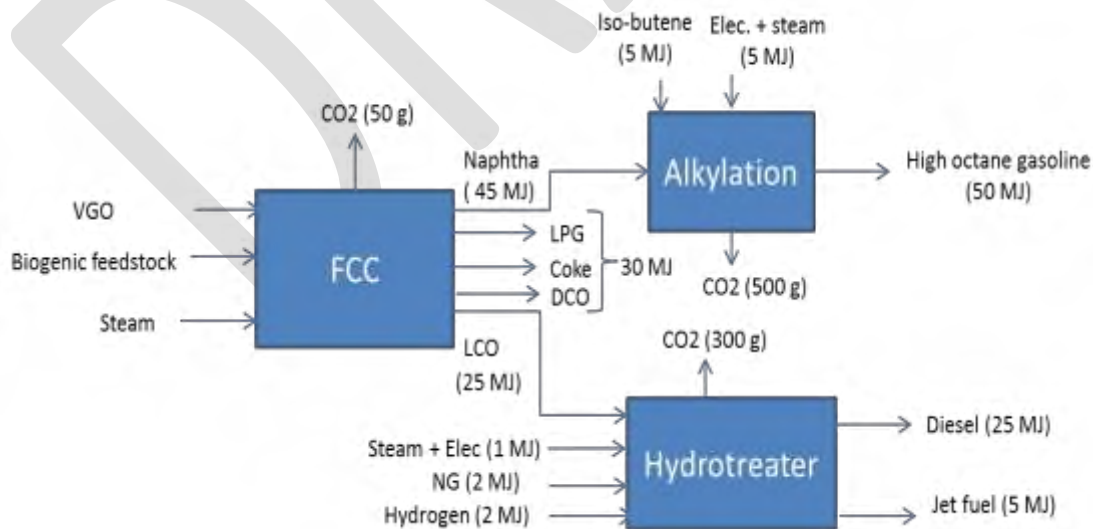 Iso-butene
(5 MJ)
Elec. + steam
(5 MJ)
CO2 (50 g)
Naphtha
( 45 MJ)
Alkylation
High octane gasoline
(50 MJ)
VGO
Biogenic feedstock
Steam
FCC
LPG
Coke
DCO
30 MJ
CO2 (500 g)
LCO
(25 MJ)
CO2 (300 g)
Steam + Elec (1 MJ)
NG (2 MJ)
Hydrogen (2 MJ)
Hydrotreater
Diesel (25 MJ)
Jet fuel (5 MJ)